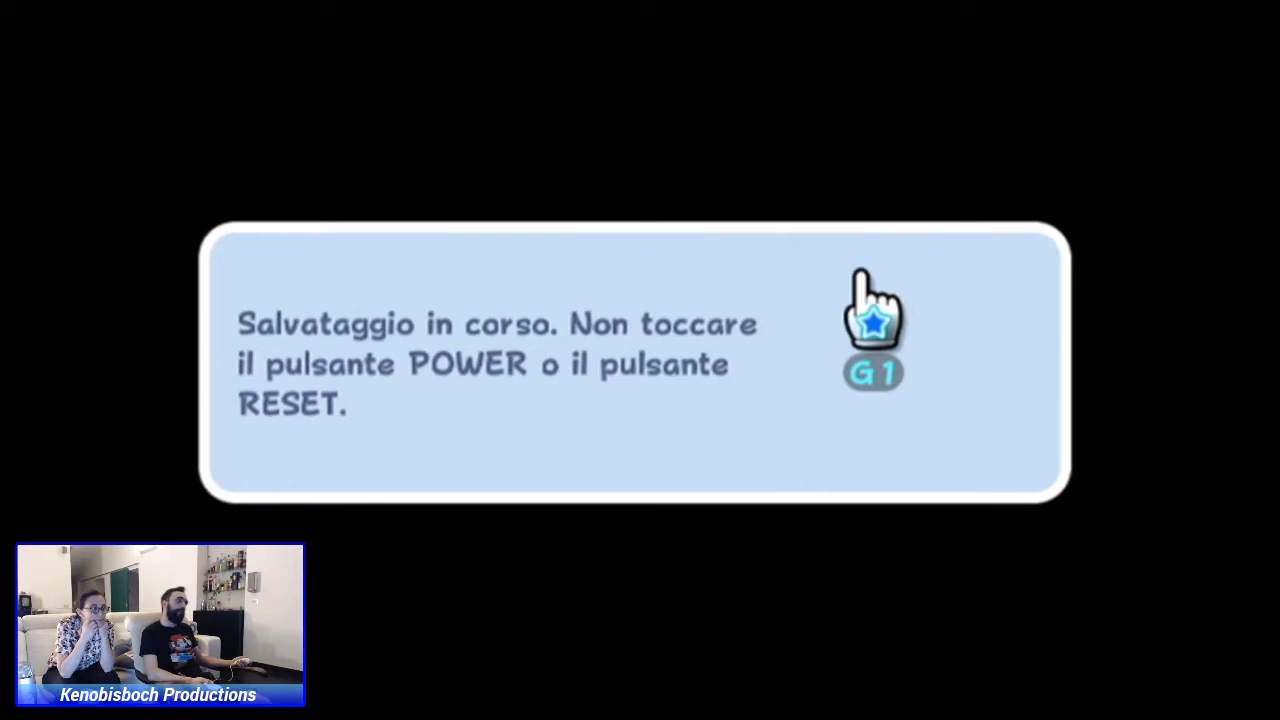 Salvataggio in corso. Non toccare
il pulsante POWER o il pulsante
RESET.
G 1
Kenobisboch Productions